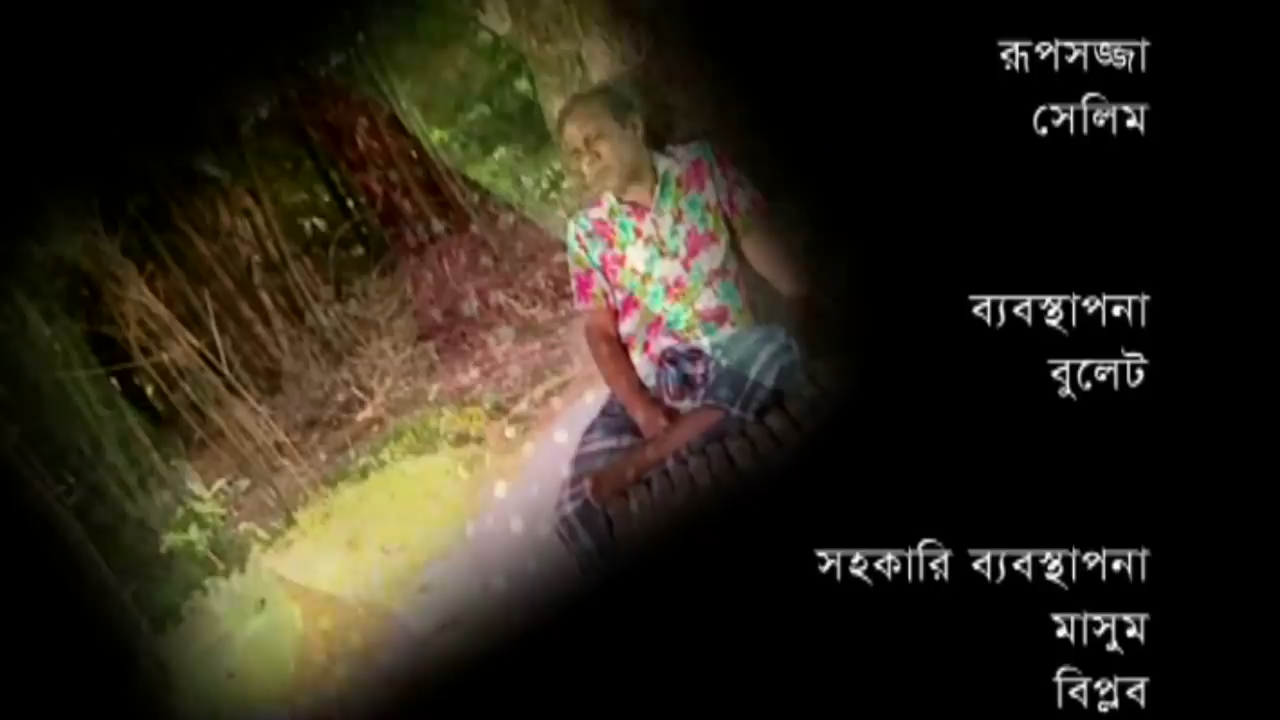 রূপসজ্জা
সেলিম
ব্যবস্থাপনা
বুলেট
সহকারি ব্যবস্থাপনা
মাসুম
বিপ্লব